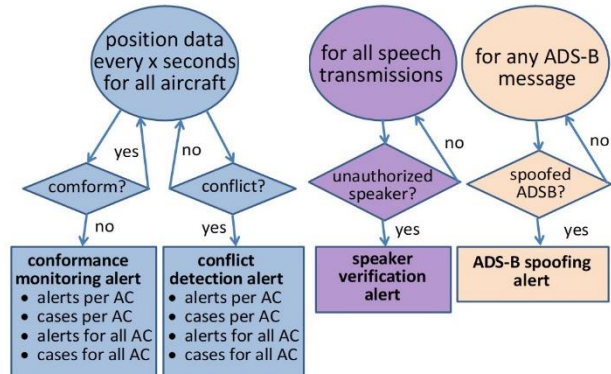 position data
every x seconds
for all aircraft
for all speech
transmissions
for any ADS-B
message
yes
no
no
no
comform?
conflict?
unauthorized
speaker?
spoofed
ADSB?
no
yes
yes
yes
conformance
monitoring alert
• alerts per AC
• cases per AC
• alerts for all AC
• cases for all AC
conflict
detection alert
• alerts per AC
• cases per AC
• alerts for all AC
• cases for all AC
speaker
verification
alert
ADS-B spoofing
alert